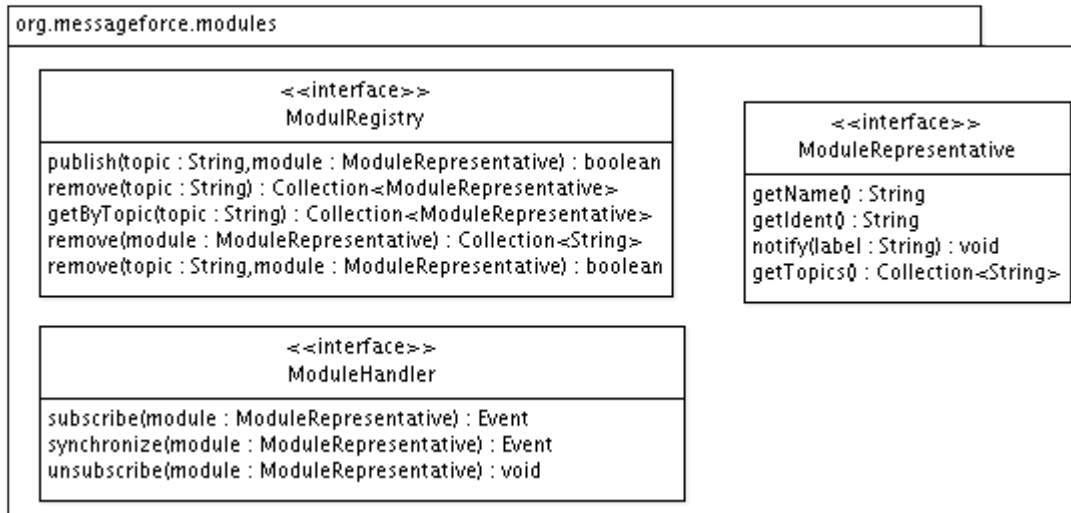 org.messageforce.modules
<<interface>>
ModulRegistry
publish(topic : String,module : ModuleRepresentative) : boolean
remove(topic : String) : Collection<ModuleRepresentative>
getByTopic(topic : String) : Collection<ModuleRepresentative>
remove(module : ModuleRepresentative) : Collection<String>
remove(topic : String,module : ModuleRepresentative) : boolean
<<interface>>
ModuleRepresentative
getName() : String
getIdent() : String
notify(label : String) : void
getTopics() : Collection<String>
<<interface>>
ModuleHandler
subscribe(module : ModuleRepresentative) : Event
synchronize(module : ModuleRepresentative) : Event
unsubscribe(module : ModuleRepresentative) : void